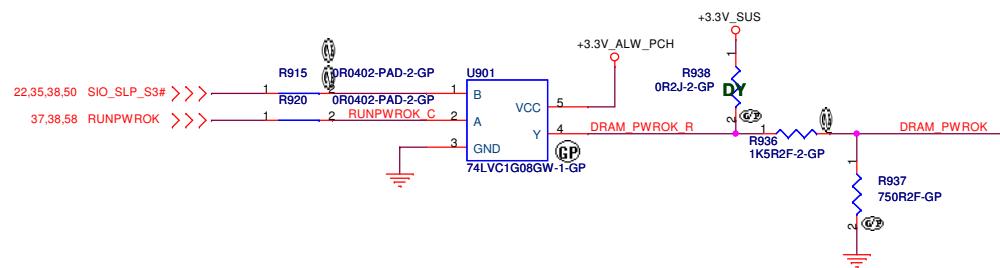 +3.3V_SUS
+3.3V_ALW_PCH
R915
0R0402-PAD-2-GP
U901
R938
0R2J-2-GP
DY
1
2
G/P
22,35,38,50 SIO_SLP_S3#
1
2
1
B
VCC
5
R920
0R0402-PAD-2-GP
37,38,58 RUNPWROK
1
2
RUNPWROK_C
2
A
Y
4
DRAM_PWROK_R
1
R936
1K5R2F-2-GP
2
DRAM_PWROK
3
GND
GP
74LVC1G08GW-1-GP
1
R937
750R2F-GP
2
G/P